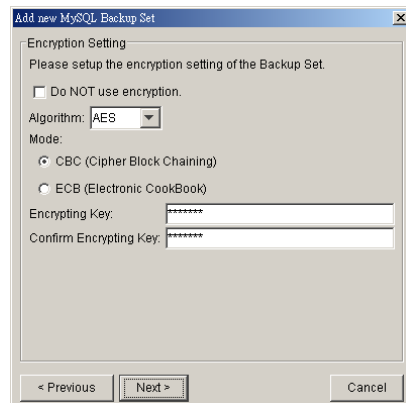 Add new MySQL Backup Set
Encryption Setting
Please setup the encryption setting of the Backup Set.
Do NOT use encryption.
Algorithm: AES
Mode:
CBC (Cipher Block Chaining)
ECB (Electronic CookBook)
Encrypting Key: *******
Confirm Encrypting Key: *******
< Previous Next > Cancel